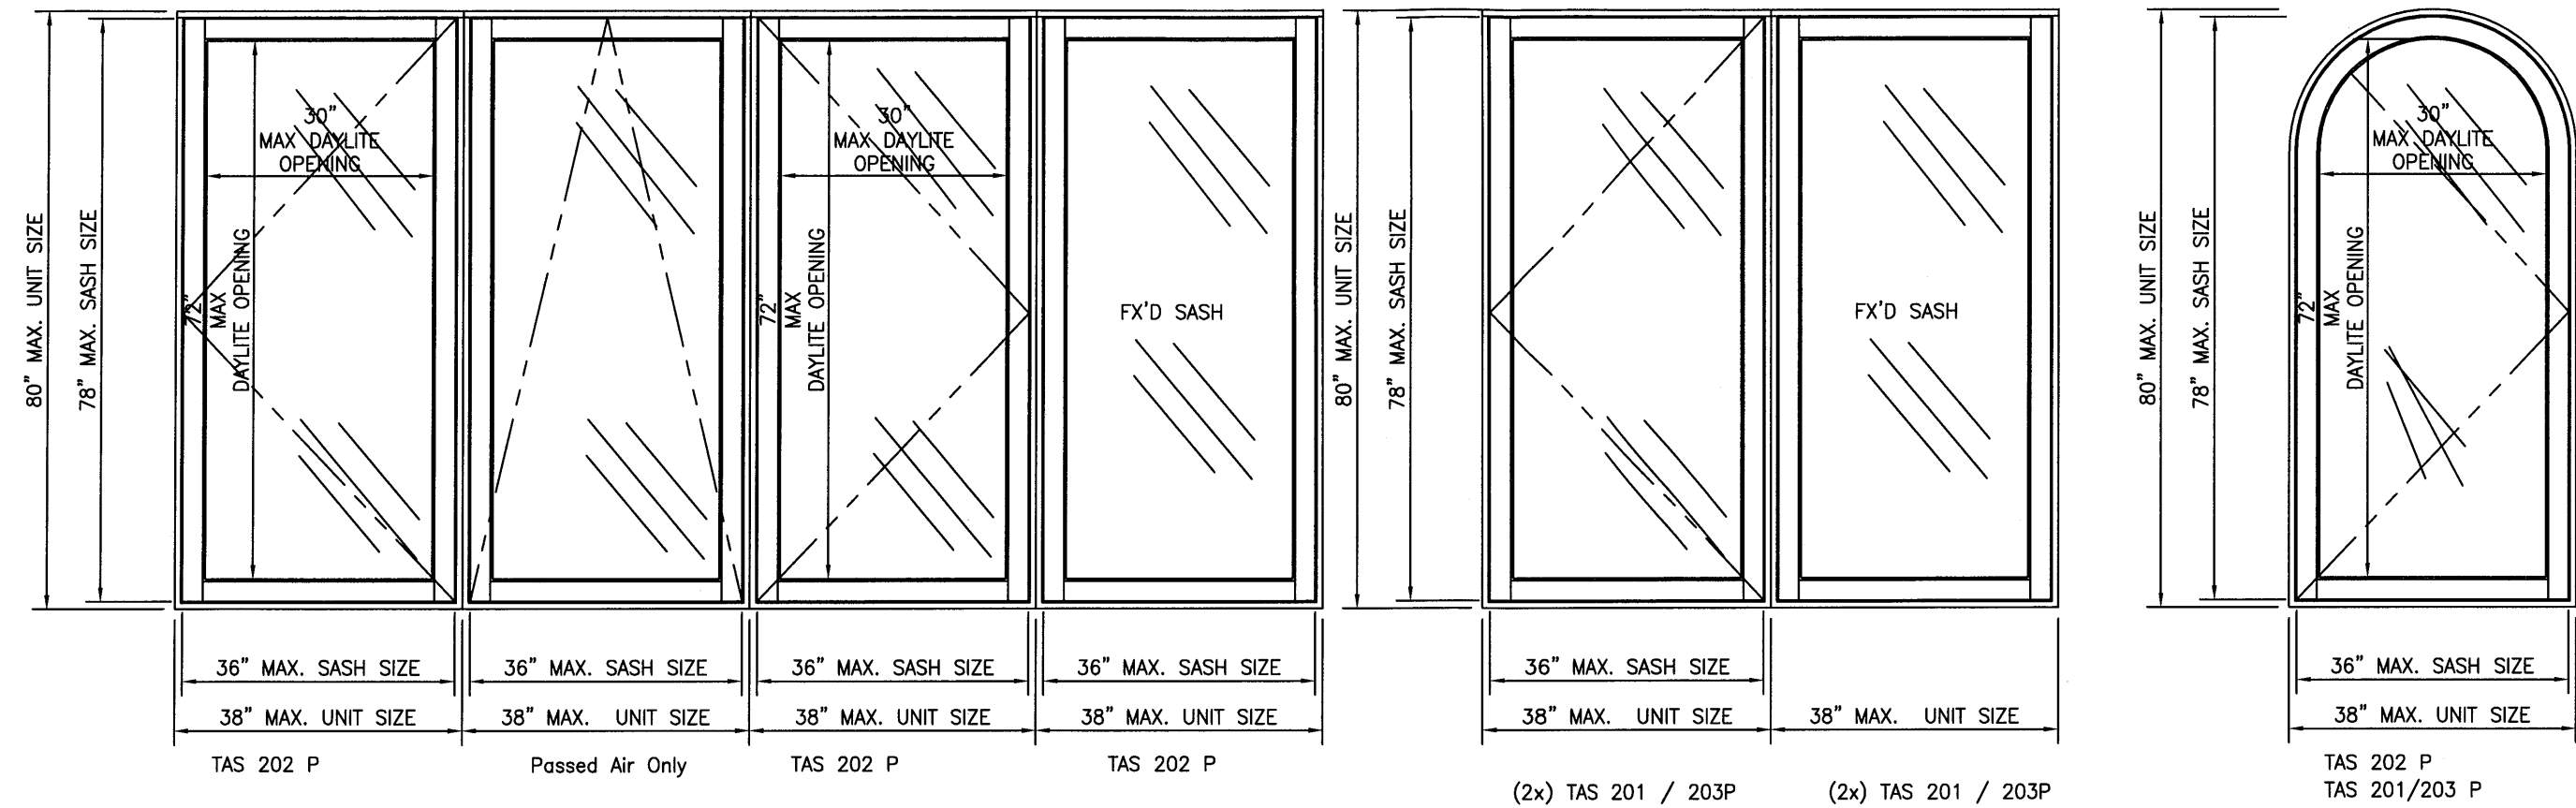 80" MAX. UNIT SIZE
78" MAX. SASH SIZE
30"
MAX DAYLITE
OPENING
72"
MAX
DAYLITE OPENING
30"
MAX DAYLITE
OPENING
72"
MAX
DAYLITE OPENING
FX'D SASH
36" MAX. SASH SIZE
36" MAX. SASH SIZE
36" MAX. SASH SIZE
36" MAX. SASH SIZE
38" MAX. UNIT SIZE
38" MAX. UNIT SIZE
38" MAX. UNIT SIZE
38" MAX. UNIT SIZE
TAS 202 P
Passed Air Only
TAS 202 P
TAS 202 P
80" MAX. UNIT SIZE
78" MAX. SASH SIZE
FX'D SASH
36" MAX. SASH SIZE
38" MAX. UNIT SIZE
38" MAX. UNIT SIZE
(2x) TAS 201 / 203P
(2x) TAS 201 / 203P
80" MAX. UNIT SIZE
78" MAX. SASH SIZE
30"
MAX DAYLITE
OPENING
72"
MAX
DAYLITE OPENING
36" MAX. SASH SIZE
38" MAX. UNIT SIZE
TAS 202 P
TAS 201/203 P